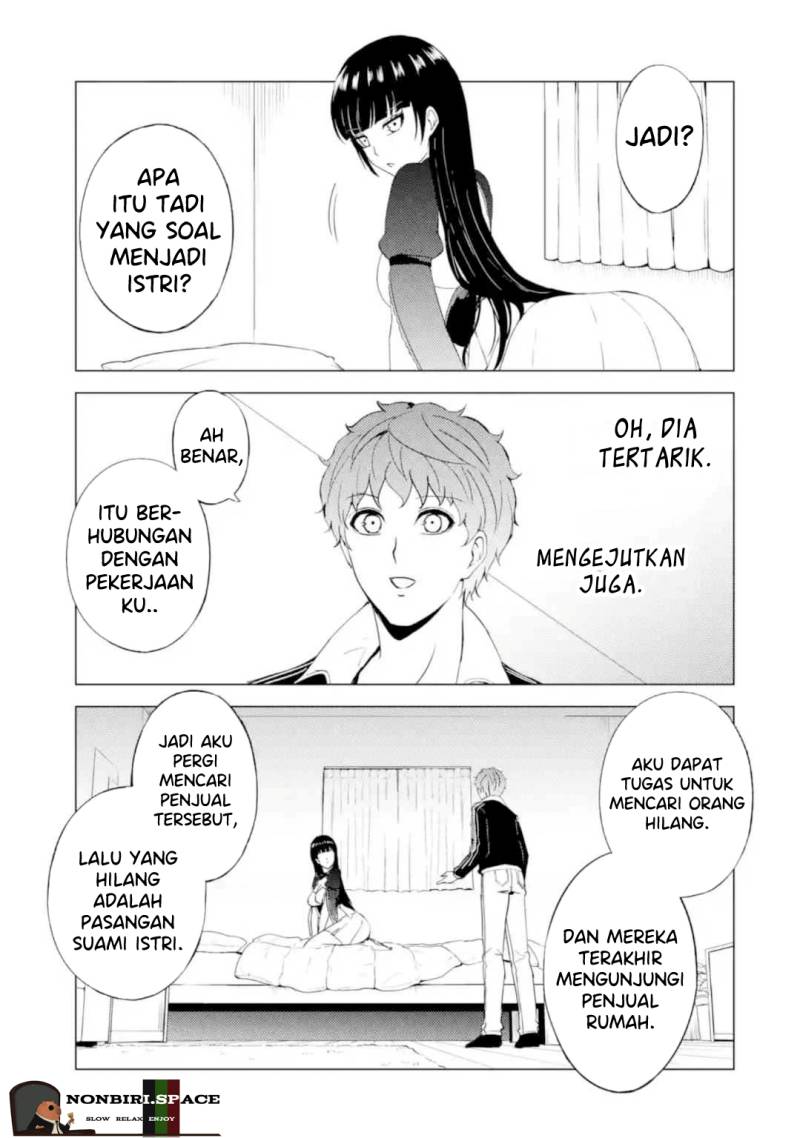 JADI?
APA
ITU TADI
YANG SOAL
MENJADI
ISTRI?
OH, DIA
TERTARIK.
MENGEJUTKAN
JUGA.
AH
BENAR,
ITU BER-
HUBUNGAN
DENGAN
PEKERJAAN
KU..
AKU DAPAT
TUGAS UNTUK
MENCARI ORANG
HILANG.
DAN MEREKA
TERAKHIR
MENGUNJUNGI
PENJUAL
RUMAH.
JADI AKU
PERGI
MENCARI
PENJUAL
TERSEBUT,
LALU YANG
HILANG
ADALAH
PASANGAN
SUAMI ISTRI.
NONBIRI.SPACE
SLOW RELAX ENJOY